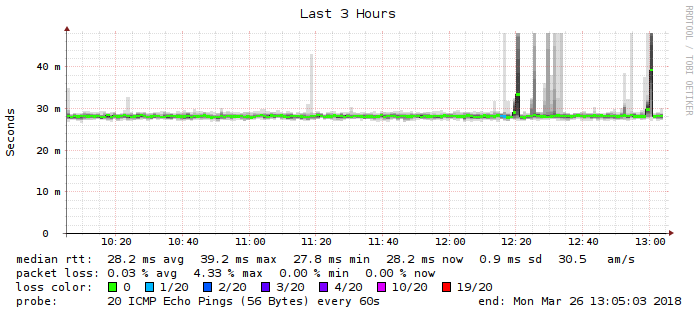 Last 3 Hours
RRDTOOL / TOBI OETIKER
Seconds
40 m
30 m
20 m
10 m
0
10:20 10:40 11:00 11:20 11:40 12:00 12:20 12:40 13:00
median rtt: 28.2 ms avg 39.2 ms max 27.8 ms min 28.2 ms now 0.9 ms sd 30.5 am/s
packet loss: 0.03 % avg 4.33 % max 0.00 % min 0.00 % now
loss color: 0 1/20 2/20 3/20 4/20 10/20 19/20
probe: 20 ICMP Echo Pings (56 Bytes) every 60s end: Mon Mar 26 13:05:03 2018